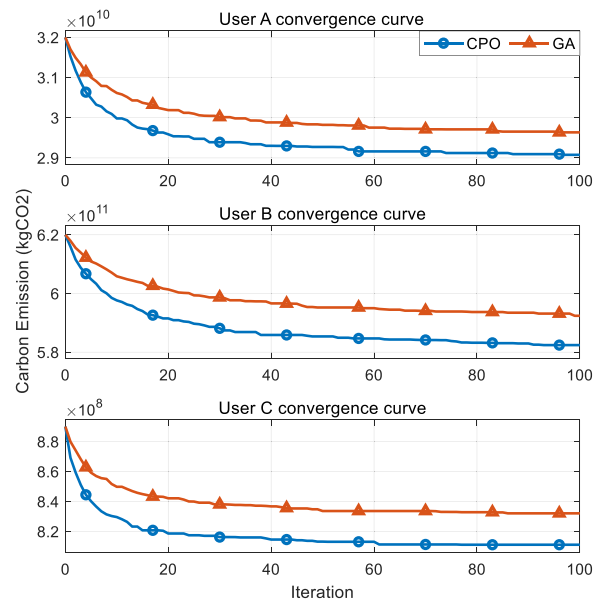 User A convergence curve
×10^10
CPO GA
3.2
3.1
3
2.9
0 20 40 60 80 100
User B convergence curve
×10^11
6.2
6
5.8
0 20 40 60 80 100
Carbon Emission (kgCO2)
User C convergence curve
×10^8
8.8
8.6
8.4
8.2
0 20 40 60 80 100
Iteration